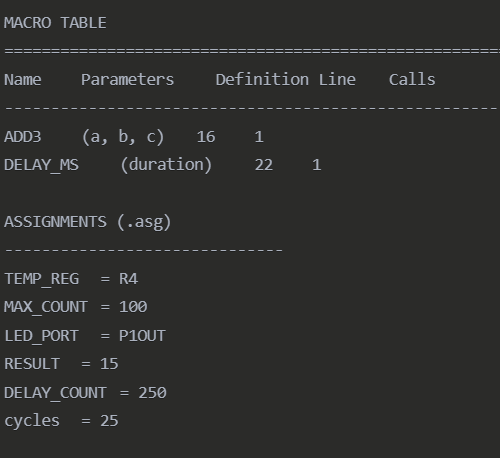 MACRO TABLE
=====================================================
Name    Parameters    Definition Line   Calls
-----------------------------------------------------
ADD3    (a, b, c)   16    1
DELAY_MS    (duration)    22    1
ASSIGNMENTS (.asg)
------------------------------
TEMP_REG  = R4
MAX_COUNT = 100
LED_PORT  = P1OUT
RESULT  = 15
DELAY_COUNT = 250
cycles  = 25